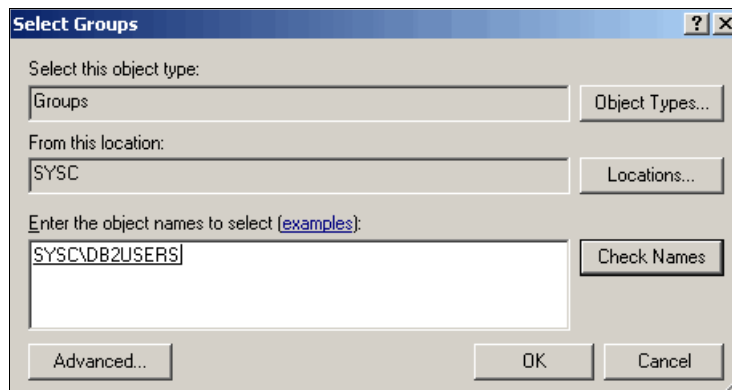 Select Groups
Select this object type:
Groups
Object Types...
From this location:
SYSC
Locations...
Enter the object names to select (examples):
SYSC\DB2USERS
Check Names
Advanced...
OK
Cancel